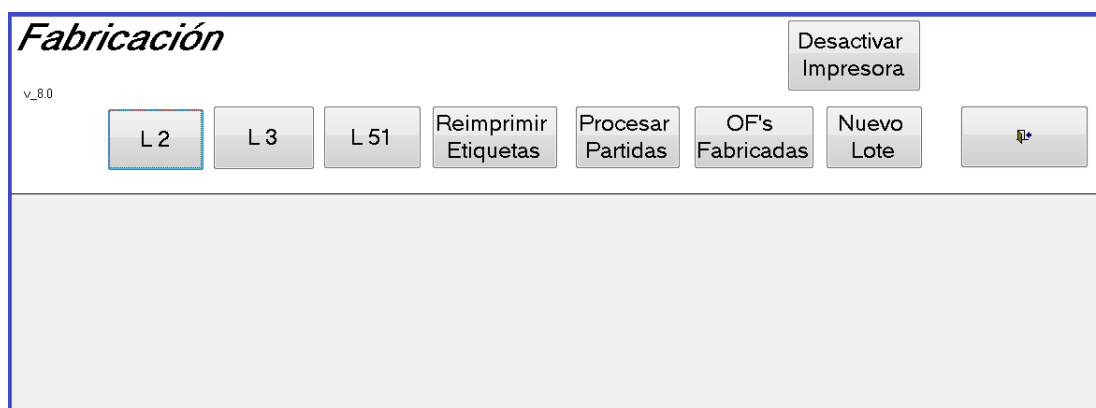 Fabricación
Desactivar
Impresora
v_8.0
L 2
L 3
L 51
Reimprimir
Etiquetas
Procesar
Partidas
OF's
Fabricadas
Nuevo
Lote